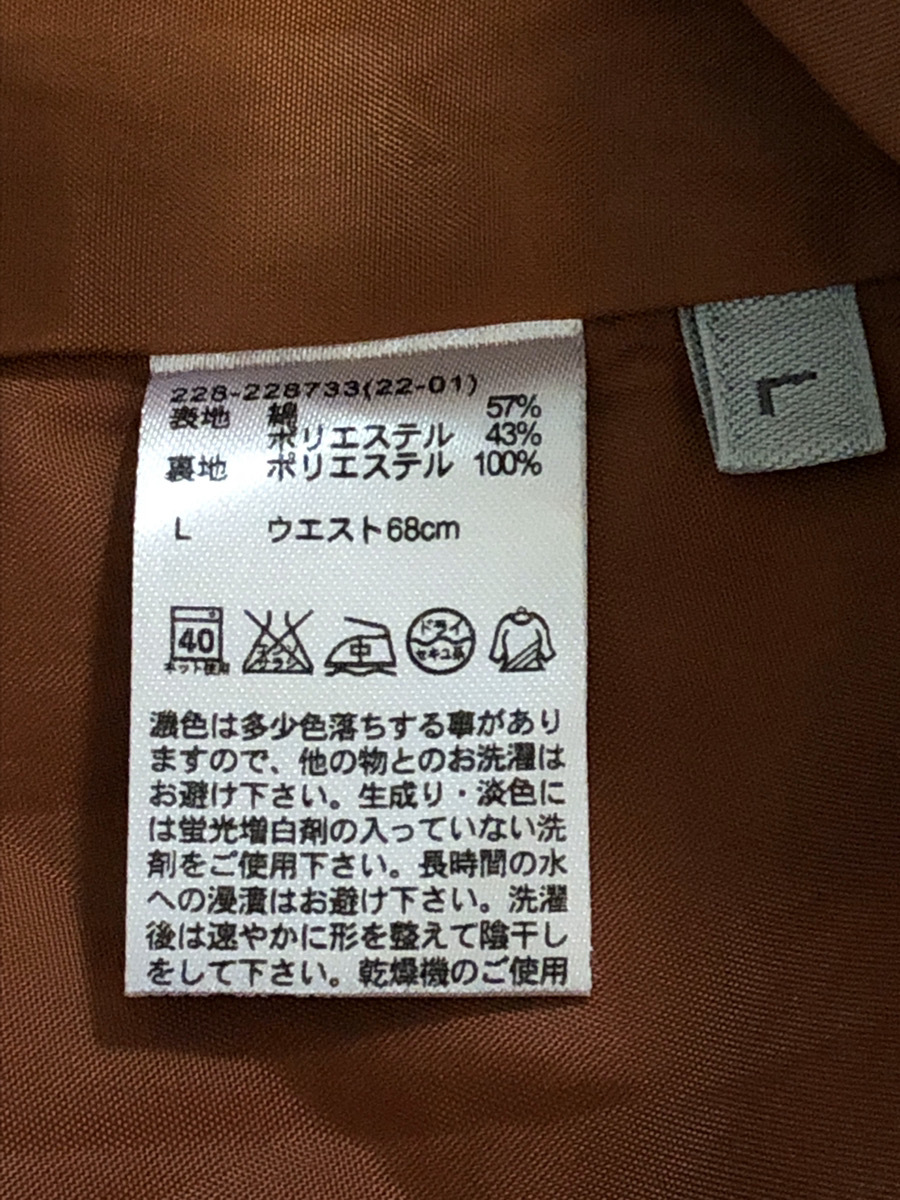 228-228733(22-01)
表地 綿 57%
ポリエステル 43%
裏地 ポリエステル 100%
L ウエスト68cm
40
ネット使用
エンソ
サラシ
中
ドライ
セキユ系
濃色は多少色落ちする事があり
ますので、他の物とのお洗濯は
お避け下さい。生成り・淡色に
は蛍光増白剤の入っていない洗
剤をご使用下さい。長時間の水
への浸漬はお避け下さい。洗濯
後は速やかに形を整えて陰干し
をして下さい。乾燥機のご使用
L